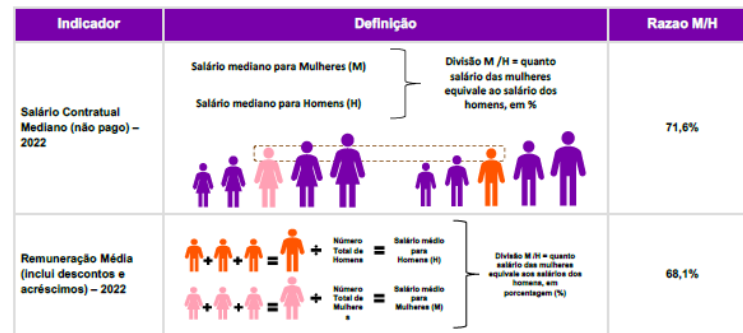 Indicador
Definição
Razao M/H
Salário Contratual
Mediano (não pago) –
2022
Salário mediano para Mulheres (M)
Salário mediano para Homens (H)
Divisão M /H = quanto
salário das mulheres
equivale ao salário dos
homens, em %
71,6%
Remuneração Média
(inclui descontos e
acréscimos) – 2022
+ + = ÷
Número
Total de
Homens
=
Salário médio
para
Homens (H)
+ + = ÷
Número
Total de
Mulhere
s
=
Salário médio
para
Mulheres (M)
Divisão M /H = quanto
salário das mulheres
equivale aos salários dos
homens, em
porcentagem (%)
68,1%